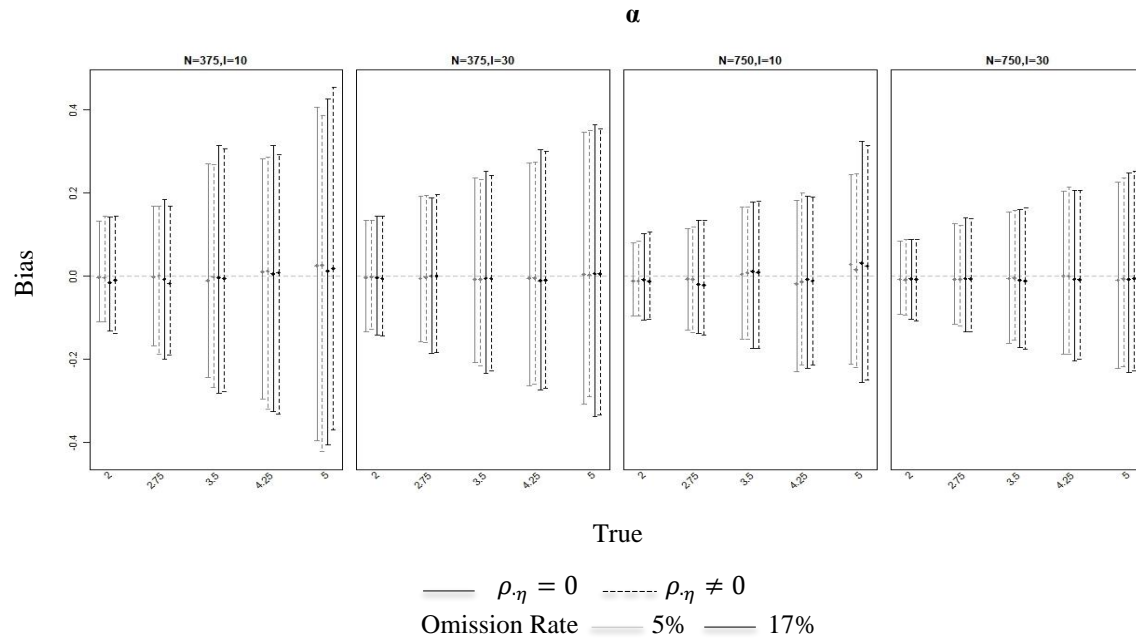 α
N=375,I=10 N=375,I=30 N=750,I=10 N=750,I=30
Bias
0.4
0.2
0.0
-0.2
-0.4
2 2.75 3.5 4.25 5 2 2.75 3.5 4.25 5 2 2.75 3.5 4.25 5 2 2.75 3.5 4.25 5
True
ρ.η = 0 ρ.η ≠ 0
Omission Rate 5% 17%